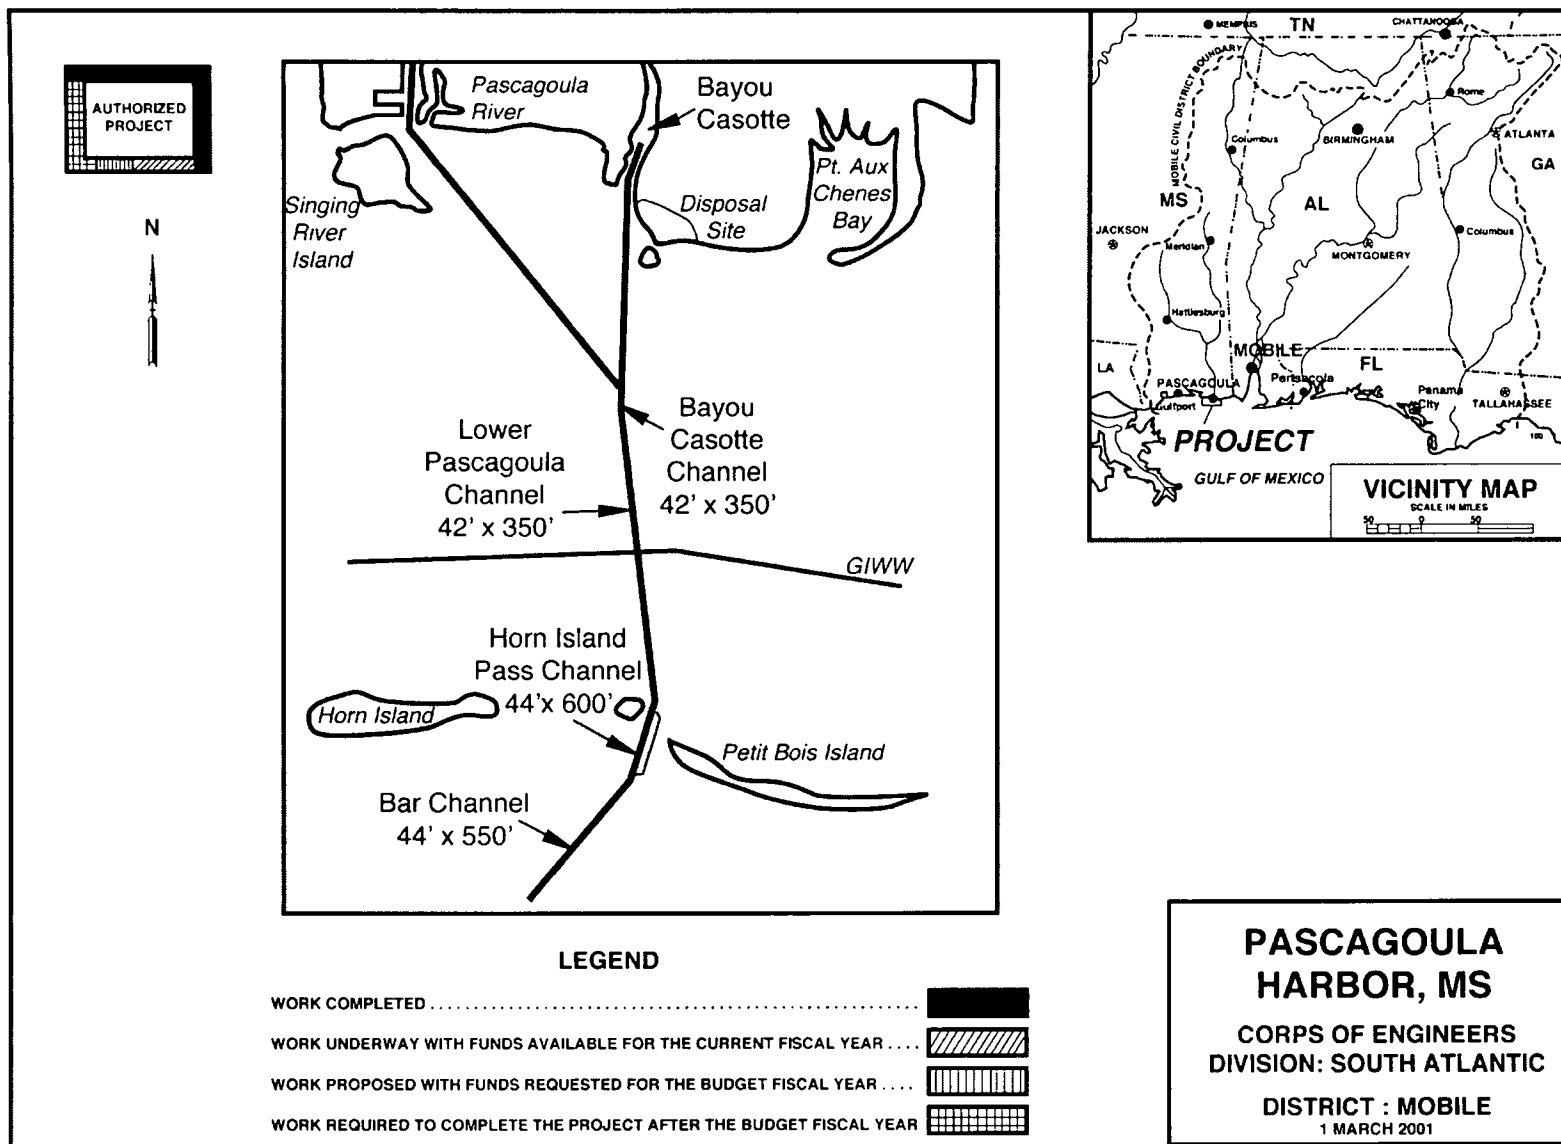 AUTHORIZED
PROJECT
N
Pascagoula
River
Bayou
Casotte
Singing
River
Island
Disposal
Site
Pt. Aux
Chenes
Bay
Bayou
Casotte
Channel
42' x 350'
Lower
Pascagoula
Channel
42' x 350'
GIWW
Horn Island
Pass Channel
44'x 600'
Horn Island
Petit Bois Island
Bar Channel
44' x 550'
MEMPHIS
TN
CHATTANOOGA
MOBILE CIVIL DISTRICT BOUNDARY
Rome
Columbus
BIRMINGHAM
ATLANTA
GA
MS
AL
JACKSON
Meridian
MONTGOMERY
Columbus
Hattiesburg
MOBILE
FL
LA
PASCAGOULA
Pensacola
Gulfport
Panama
City
TALLAHASSEE
PROJECT
GULF OF MEXICO
VICINITY MAP
SCALE IN MILES
50 0 50
LEGEND
WORK COMPLETED
WORK UNDERWAY WITH FUNDS AVAILABLE FOR THE CURRENT FISCAL YEAR
WORK PROPOSED WITH FUNDS REQUESTED FOR THE BUDGET FISCAL YEAR
WORK REQUIRED TO COMPLETE THE PROJECT AFTER THE BUDGET FISCAL YEAR
PASCAGOULA
HARBOR, MS
CORPS OF ENGINEERS
DIVISION: SOUTH ATLANTIC
DISTRICT : MOBILE
1 MARCH 2001